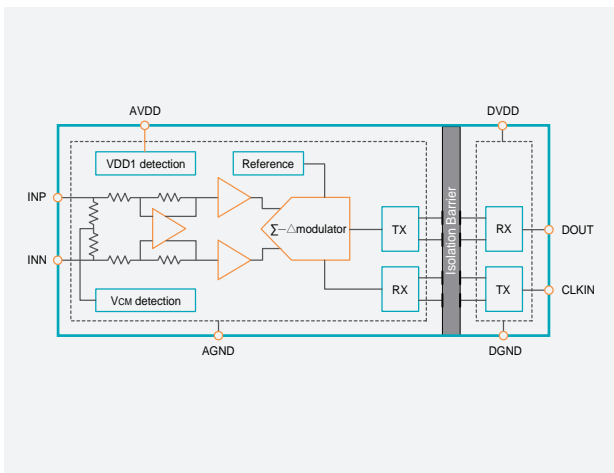 AVDD
DVDD
VDD1 detection
Reference
INP
INN
Σ-△modulator
TX
RX
Isolation Barrier
RX
TX
DOUT
CLKIN
VCM detection
AGND
DGND